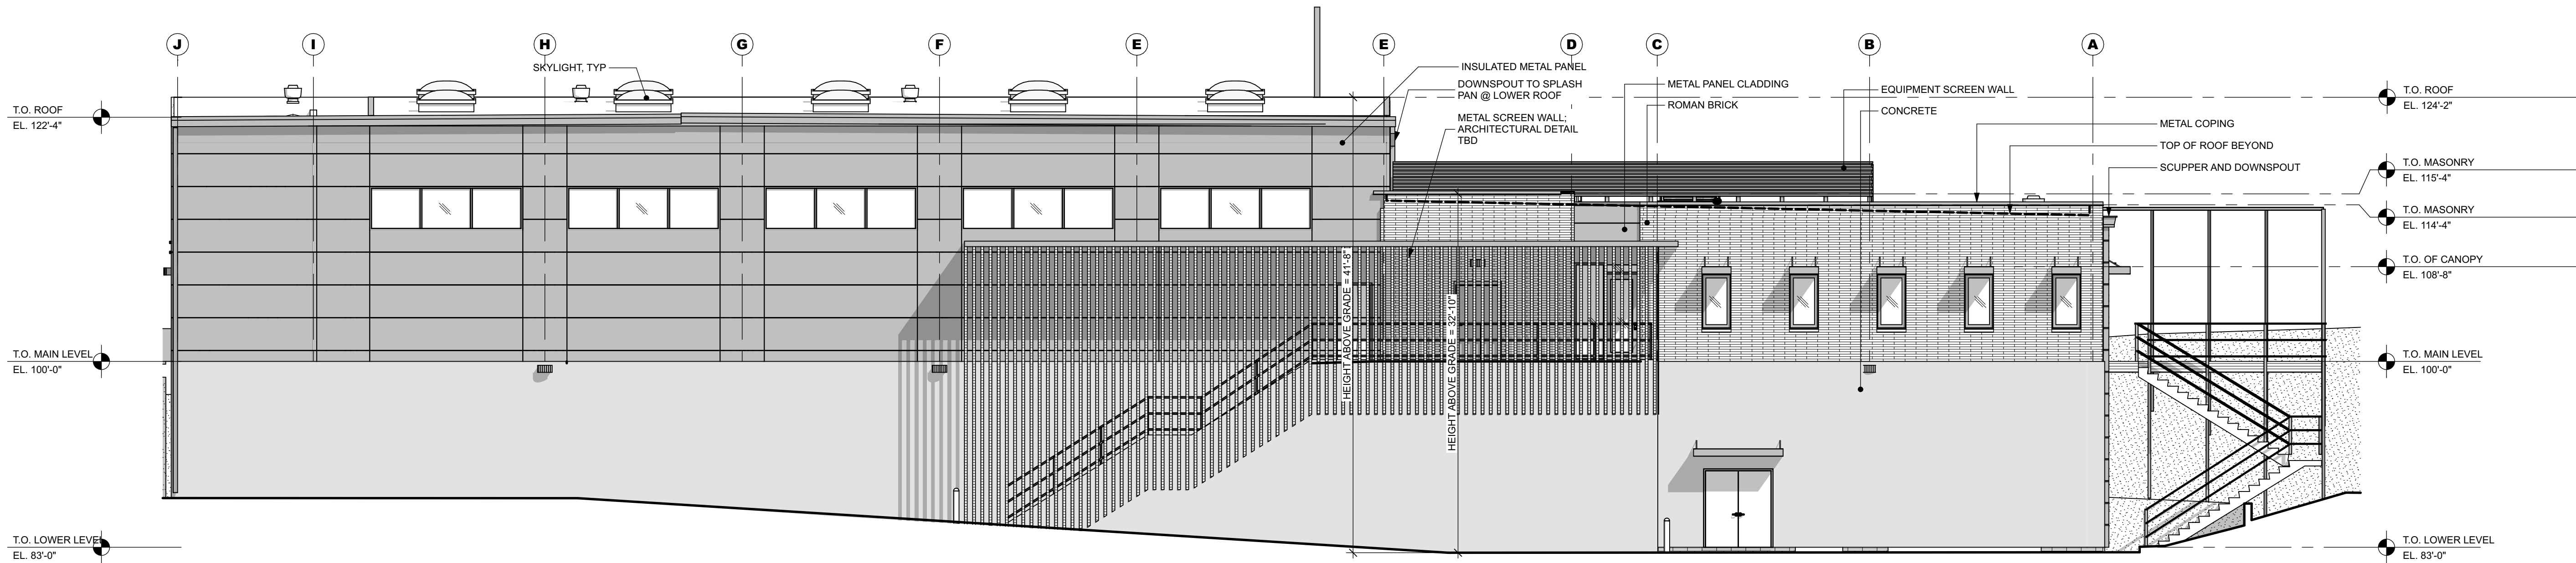 J
I
H
G
F
E
E
D
C
B
A
SKYLIGHT, TYP
INSULATED METAL PANEL
DOWNSPOUT TO SPLASH
PAN @ LOWER ROOF
METAL SCREEN WALL;
ARCHITECTURAL DETAIL
TBD
METAL PANEL CLADDING
ROMAN BRICK
EQUIPMENT SCREEN WALL
CONCRETE
METAL COPING
TOP OF ROOF BEYOND
SCUPPER AND DOWNSPOUT
T.O. ROOF
EL. 122'-4"
T.O. MAIN LEVEL
EL. 100'-0"
T.O. LOWER LEVEL
EL. 83'-0"
HEIGHT ABOVE GRADE = 41'-8"
HEIGHT ABOVE GRADE = 32'-10"
T.O. ROOF
EL. 124'-2"
T.O. MASONRY
EL. 115'-4"
T.O. MASONRY
EL. 114'-4"
T.O. OF CANOPY
EL. 108'-8"
T.O. MAIN LEVEL
EL. 100'-0"
T.O. LOWER LEVEL
EL. 83'-0"